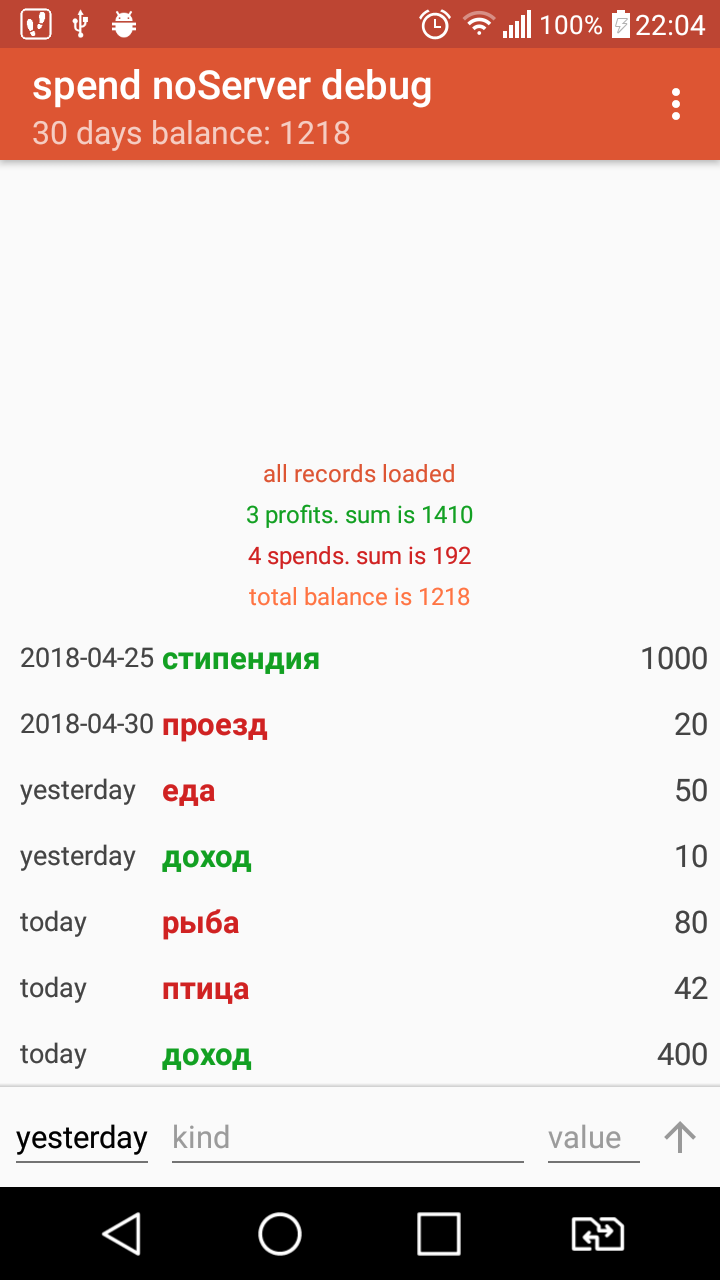 100% 22:04
spend noServer debug
30 days balance: 1218
all records loaded
3 profits. sum is 1410
4 spends. sum is 192
total balance is 1218
2018-04-25 стипендия 1000
2018-04-30 проезд 20
yesterday еда 50
yesterday доход 10
today рыба 80
today птица 42
today доход 400
yesterday kind value